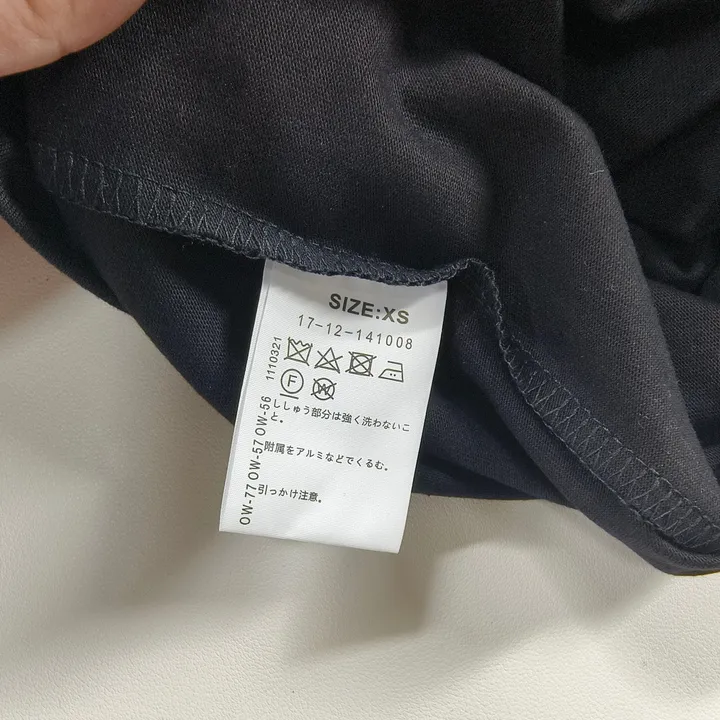 SIZE:XS
17-12-141008
F
W
ししゅう部分は強く洗わないこ
と。
附属をアルミなどでくるむ。
引っかけ注意。
OW-77 OW-57 OW-56 1110321